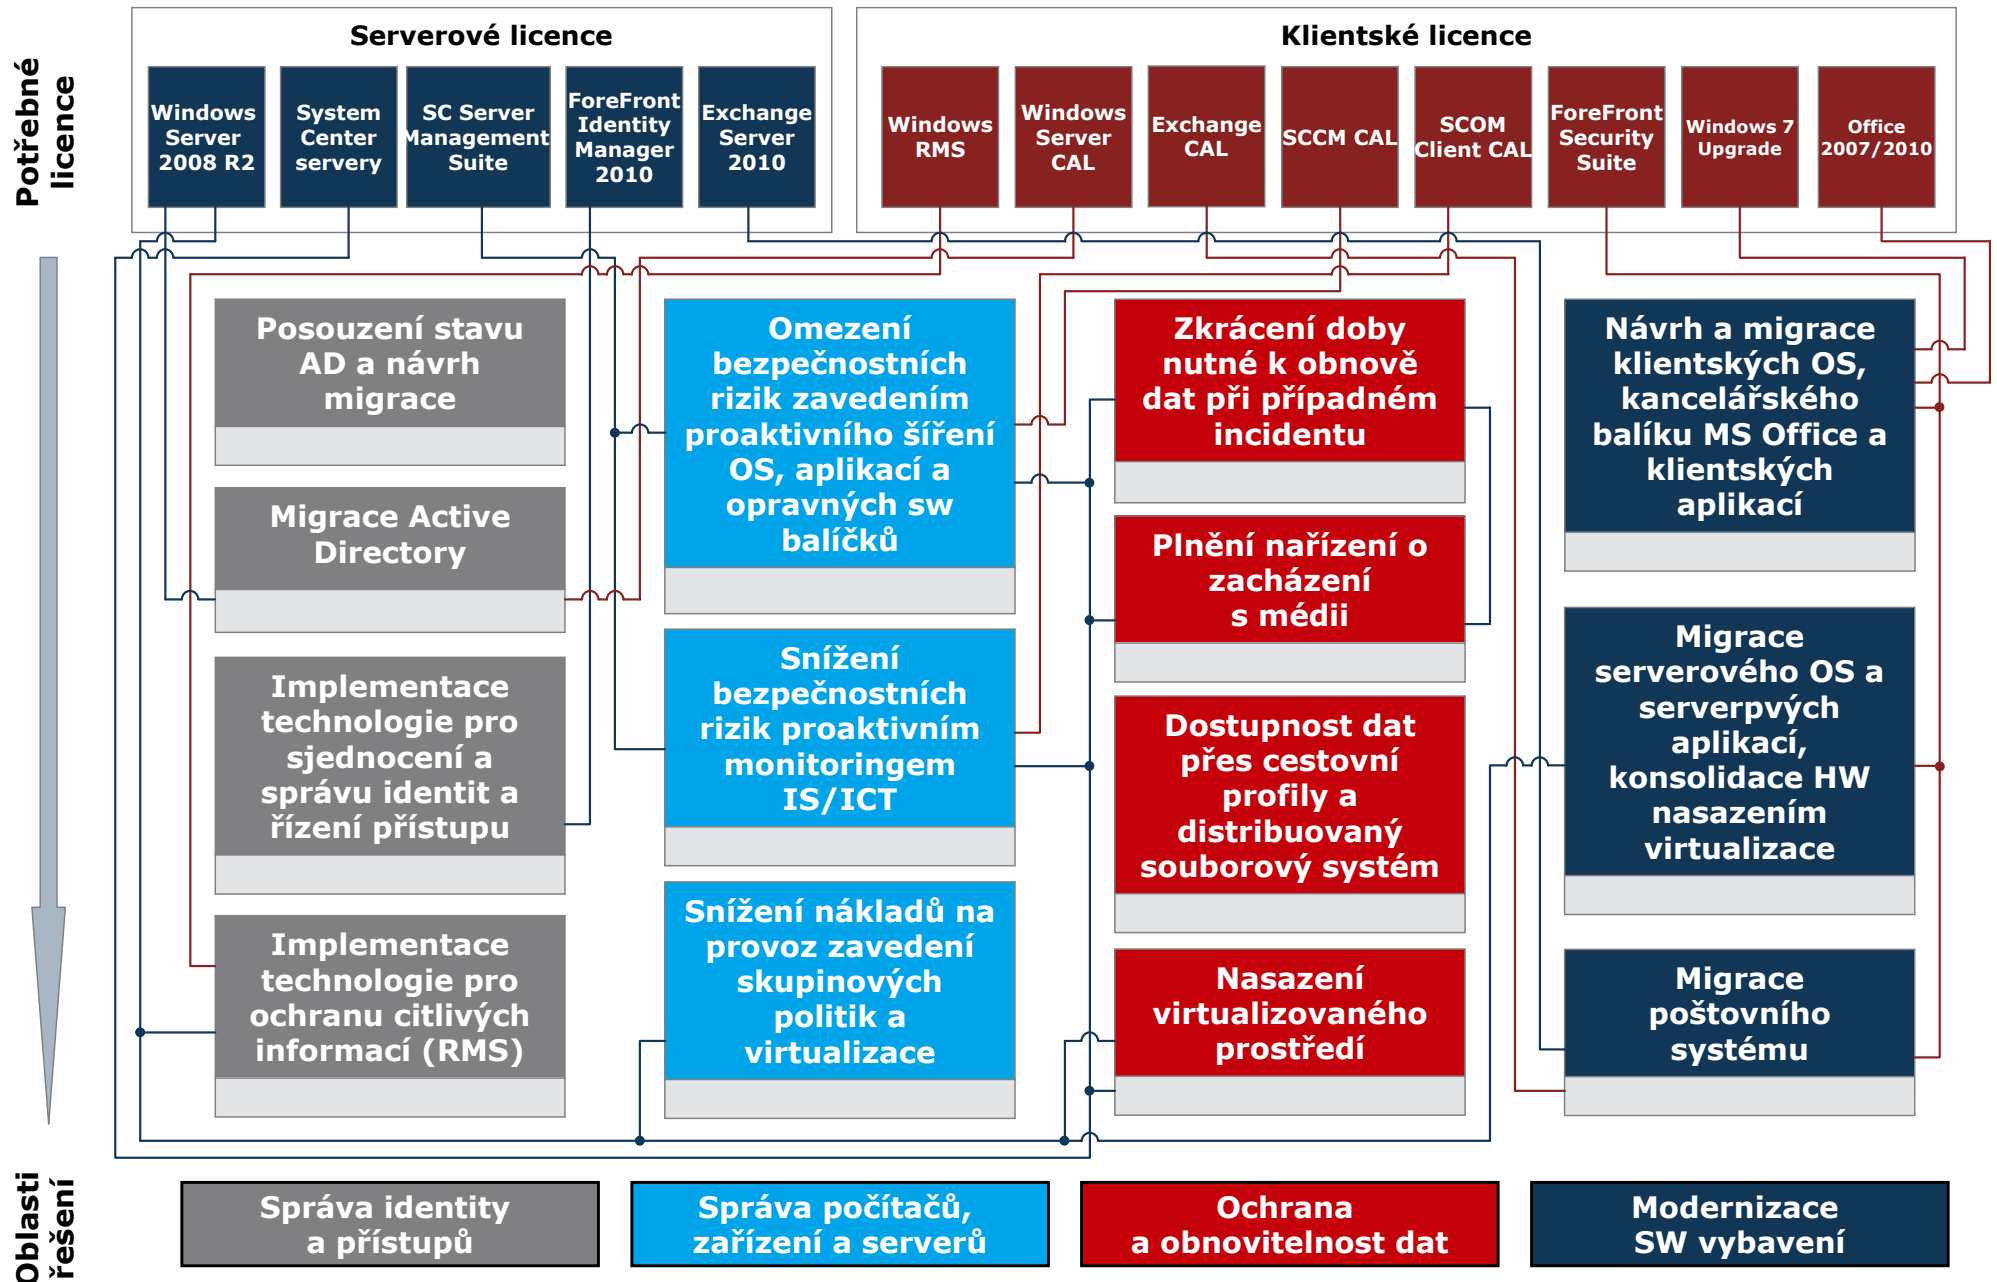 Potřebné
licence
Serverové licence
Klientské licence
Windows
Server
2008 R2
System
Center
servery
SC Server
Management
Suite
ForeFront
Identity
Manager
2010
Exchange
Server
2010
Windows
RMS
Windows
Server
CAL
Exchange
CAL
SCCM CAL
SCOM
Client CAL
ForeFront
Security
Suite
Windows 7
Upgrade
Office
2007/2010
Posouzení stavu
AD a návrh
migrace
Migrace Active
Directory
Implementace
technologie pro
sjednocení a
správu identit a
řízení přístupu
Implementace
technologie pro
ochranu citlivých
informací (RMS)
Omezení
bezpečnostních
rizik zavedením
proaktivního šíření
OS, aplikací a
opravných sw
balíčků
Snížení
bezpečnostních
rizik proaktivním
monitoringem
IS/ICT
Snížení nákladů na
provoz zavedení
skupinových
politik a
virtualizace
Zkrácení doby
nutné k obnově
dat při případném
incidentu
Plnění nařízení o
zacházení
s médii
Dostupnost dat
přes cestovní
profily a
distribuovaný
souborový systém
Nasazení
virtualizovaného
prostředí
Návrh a migrace
klientských OS,
kancelářského
balíku MS Office a
klientských
aplikací
Migrace
serverového OS a
serverpvých
aplikací,
konsolidace HW
nasazením
virtualizace
Migrace
poštovního
systému
Oblasti
řešení
Správa identity
a přístupů
Správa počítačů,
zařízení a serverů
Ochrana
a obnovitelnost dat
Modernizace
SW vybavení